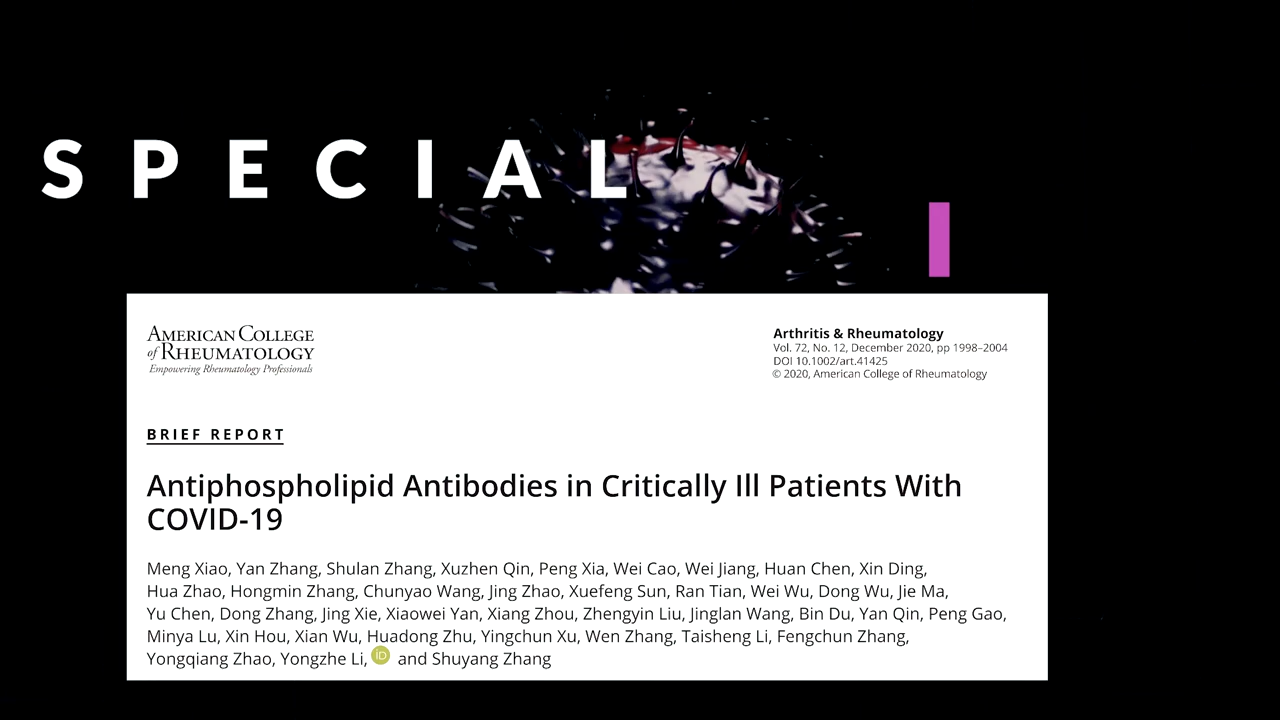 SPECIAL
AMERICAN COLLEGE
of RHEUMATOLOGY
Empowering Rheumatology Professionals
Arthritis & Rheumatology
Vol. 72, No. 12, December 2020, pp 1998–2004
DOI 10.1002/art.41425
© 2020, American College of Rheumatology
BRIEF REPORT
Antiphospholipid Antibodies in Critically Ill Patients With
COVID-19
Meng Xiao, Yan Zhang, Shulan Zhang, Xuzhen Qin, Peng Xia, Wei Cao, Wei Jiang, Huan Chen, Xin Ding,
Hua Zhao, Hongmin Zhang, Chunyao Wang, Jing Zhao, Xuefeng Sun, Ran Tian, Wei Wu, Dong Wu, Jie Ma,
Yu Chen, Dong Zhang, Jing Xie, Xiaowei Yan, Xiang Zhou, Zhengyin Liu, Jinglan Wang, Bin Du, Yan Qin, Peng Gao,
Minya Lu, Xin Hou, Xian Wu, Huadong Zhu, Yingchun Xu, Wen Zhang, Taisheng Li, Fengchun Zhang,
Yongqiang Zhao, Yongzhe Li, iD and Shuyang Zhang